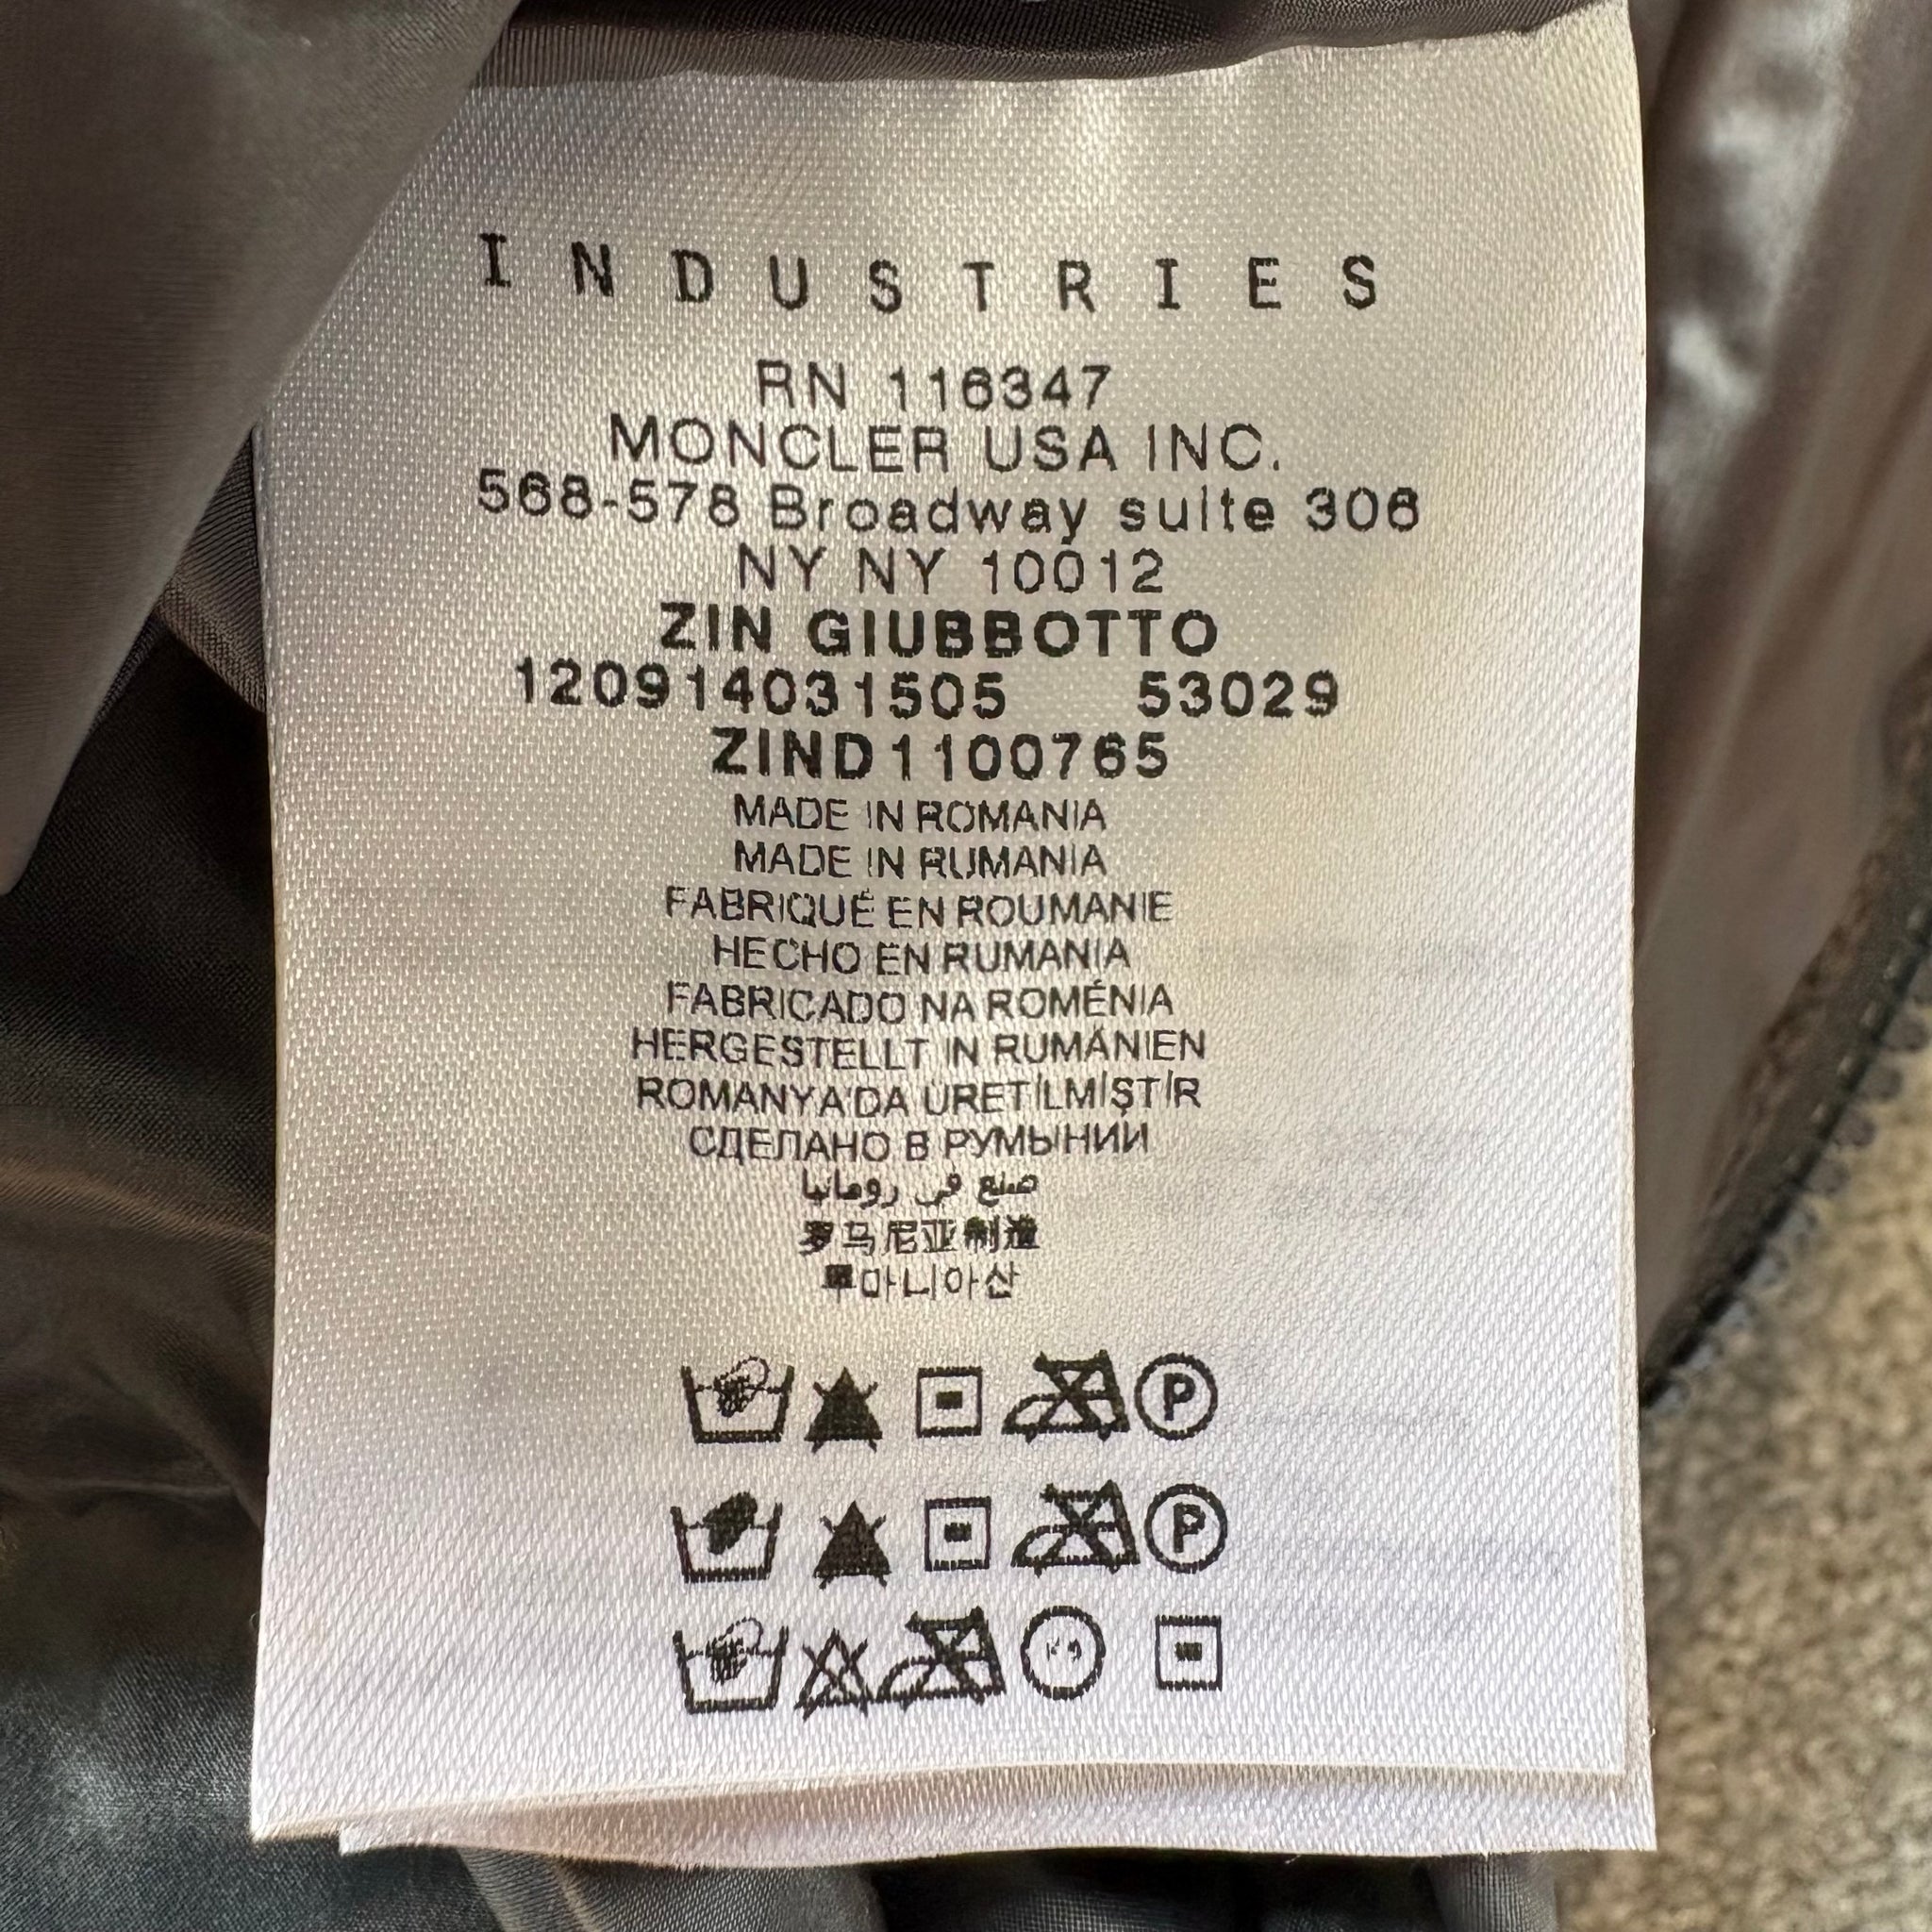 I N D U S T R I E S
RN 116347
MONCLER USA INC.
568-578 Broadway suite 306
NY NY 10012
ZIN GIUBBOTTO
120914031505 53029
ZIND1100765
MADE IN ROMANIA
MADE IN RUMANIA
FABRIQUÉ EN ROUMANIE
HECHO EN RUMANIA
FABRICADO NA ROMÉNIA
HERGESTELLT IN RUMÄNIEN
ROMANYA'DA URETİLMİŞTİR
СДЕЛАНО В РУМЫНИИ
صنع في رومانيا
罗马尼亚制造
루마니아산
P
P